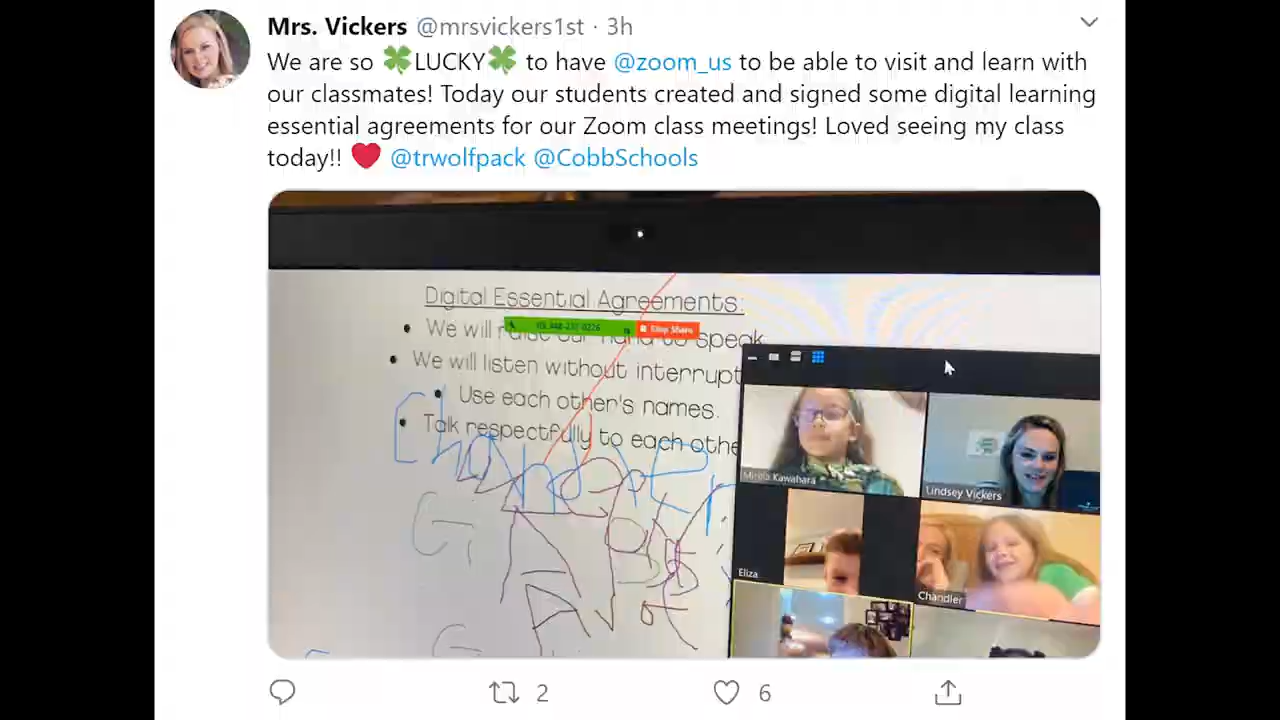 Mrs. Vickers @mrsvickers1st · 3h
We are so 🍀LUCKY🍀 to have @zoom_us to be able to visit and learn with
our classmates! Today our students created and signed some digital learning
essential agreements for our Zoom class meetings! Loved seeing my class
today!! ❤️ @trwolfpack @CobbSchools
Digital Essential Agreements:
• We will raise our hand to speak
Stop Share
• We will listen without interrupt
• Use each other's names.
• Talk respectfully to each othe
Kawahara
Lindsey Vickers
Eliza
Chandler
G
G
2
6